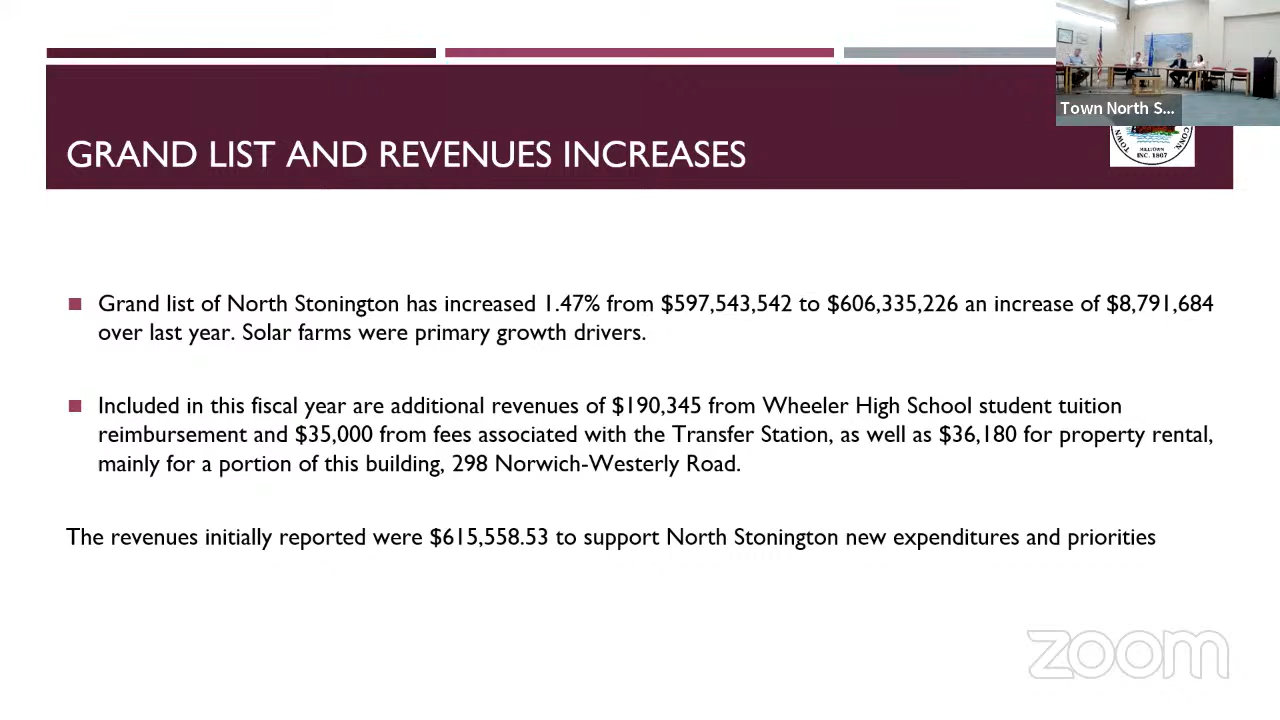 Town North S...
GRAND LIST AND REVENUES INCREASES
TOWN
COWN
MILLTOWN
INC. 1807
Grand list of North Stonington has increased 1.47% from $597,543,542 to $606,335,226 an increase of $8,791,684
over last year. Solar farms were primary growth drivers.
Included in this fiscal year are additional revenues of $190,345 from Wheeler High School student tuition
reimbursement and $35,000 from fees associated with the Transfer Station, as well as $36,180 for property rental,
mainly for a portion of this building, 298 Norwich-Westerly Road.
The revenues initially reported were $615,558.53 to support North Stonington new expenditures and priorities
zoom